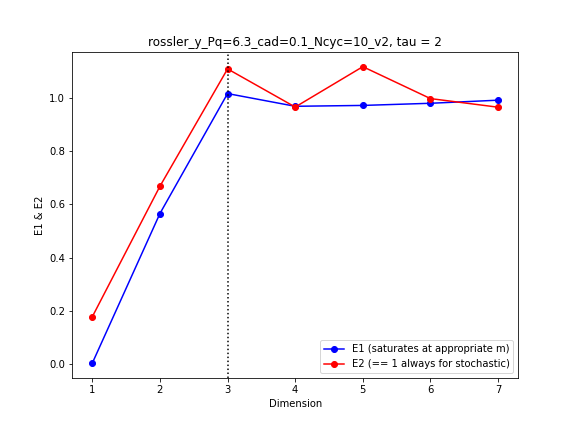 rossler_y_Pq=6.3_cad=0.1_Ncyc=10_v2, tau = 2
E1 & E2
1.0
0.8
0.6
0.4
0.2
0.0
E1 (saturates at appropriate m)
E2 (== 1 always for stochastic)
1 2 3 4 5 6 7
Dimension